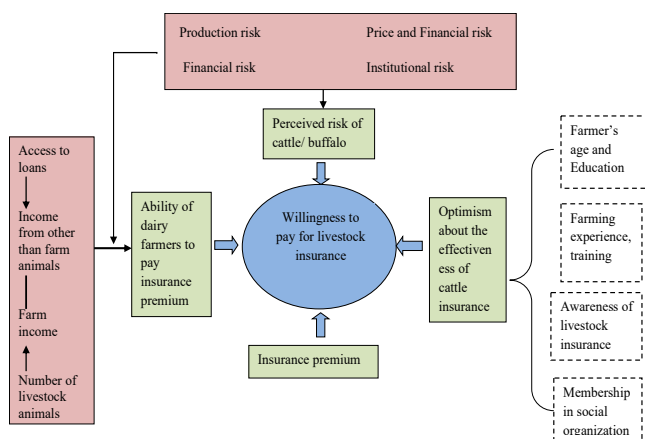 Production risk
Price and Financial risk
Financial risk
Institutional risk
Perceived risk of
cattle/ buffalo
Access to
loans
Income
from other
than farm
animals
Farm
income
Number of
livestock
animals
Ability of
dairy
farmers to
pay
insurance
premium
Willingness to
pay for livestock
insurance
Optimism
about the
effectiven
ess of
cattle
insurance
Insurance premium
Farmer's
age and
Education
Farming
experience,
training
Awareness of
livestock
insurance
Membership
in social
organization